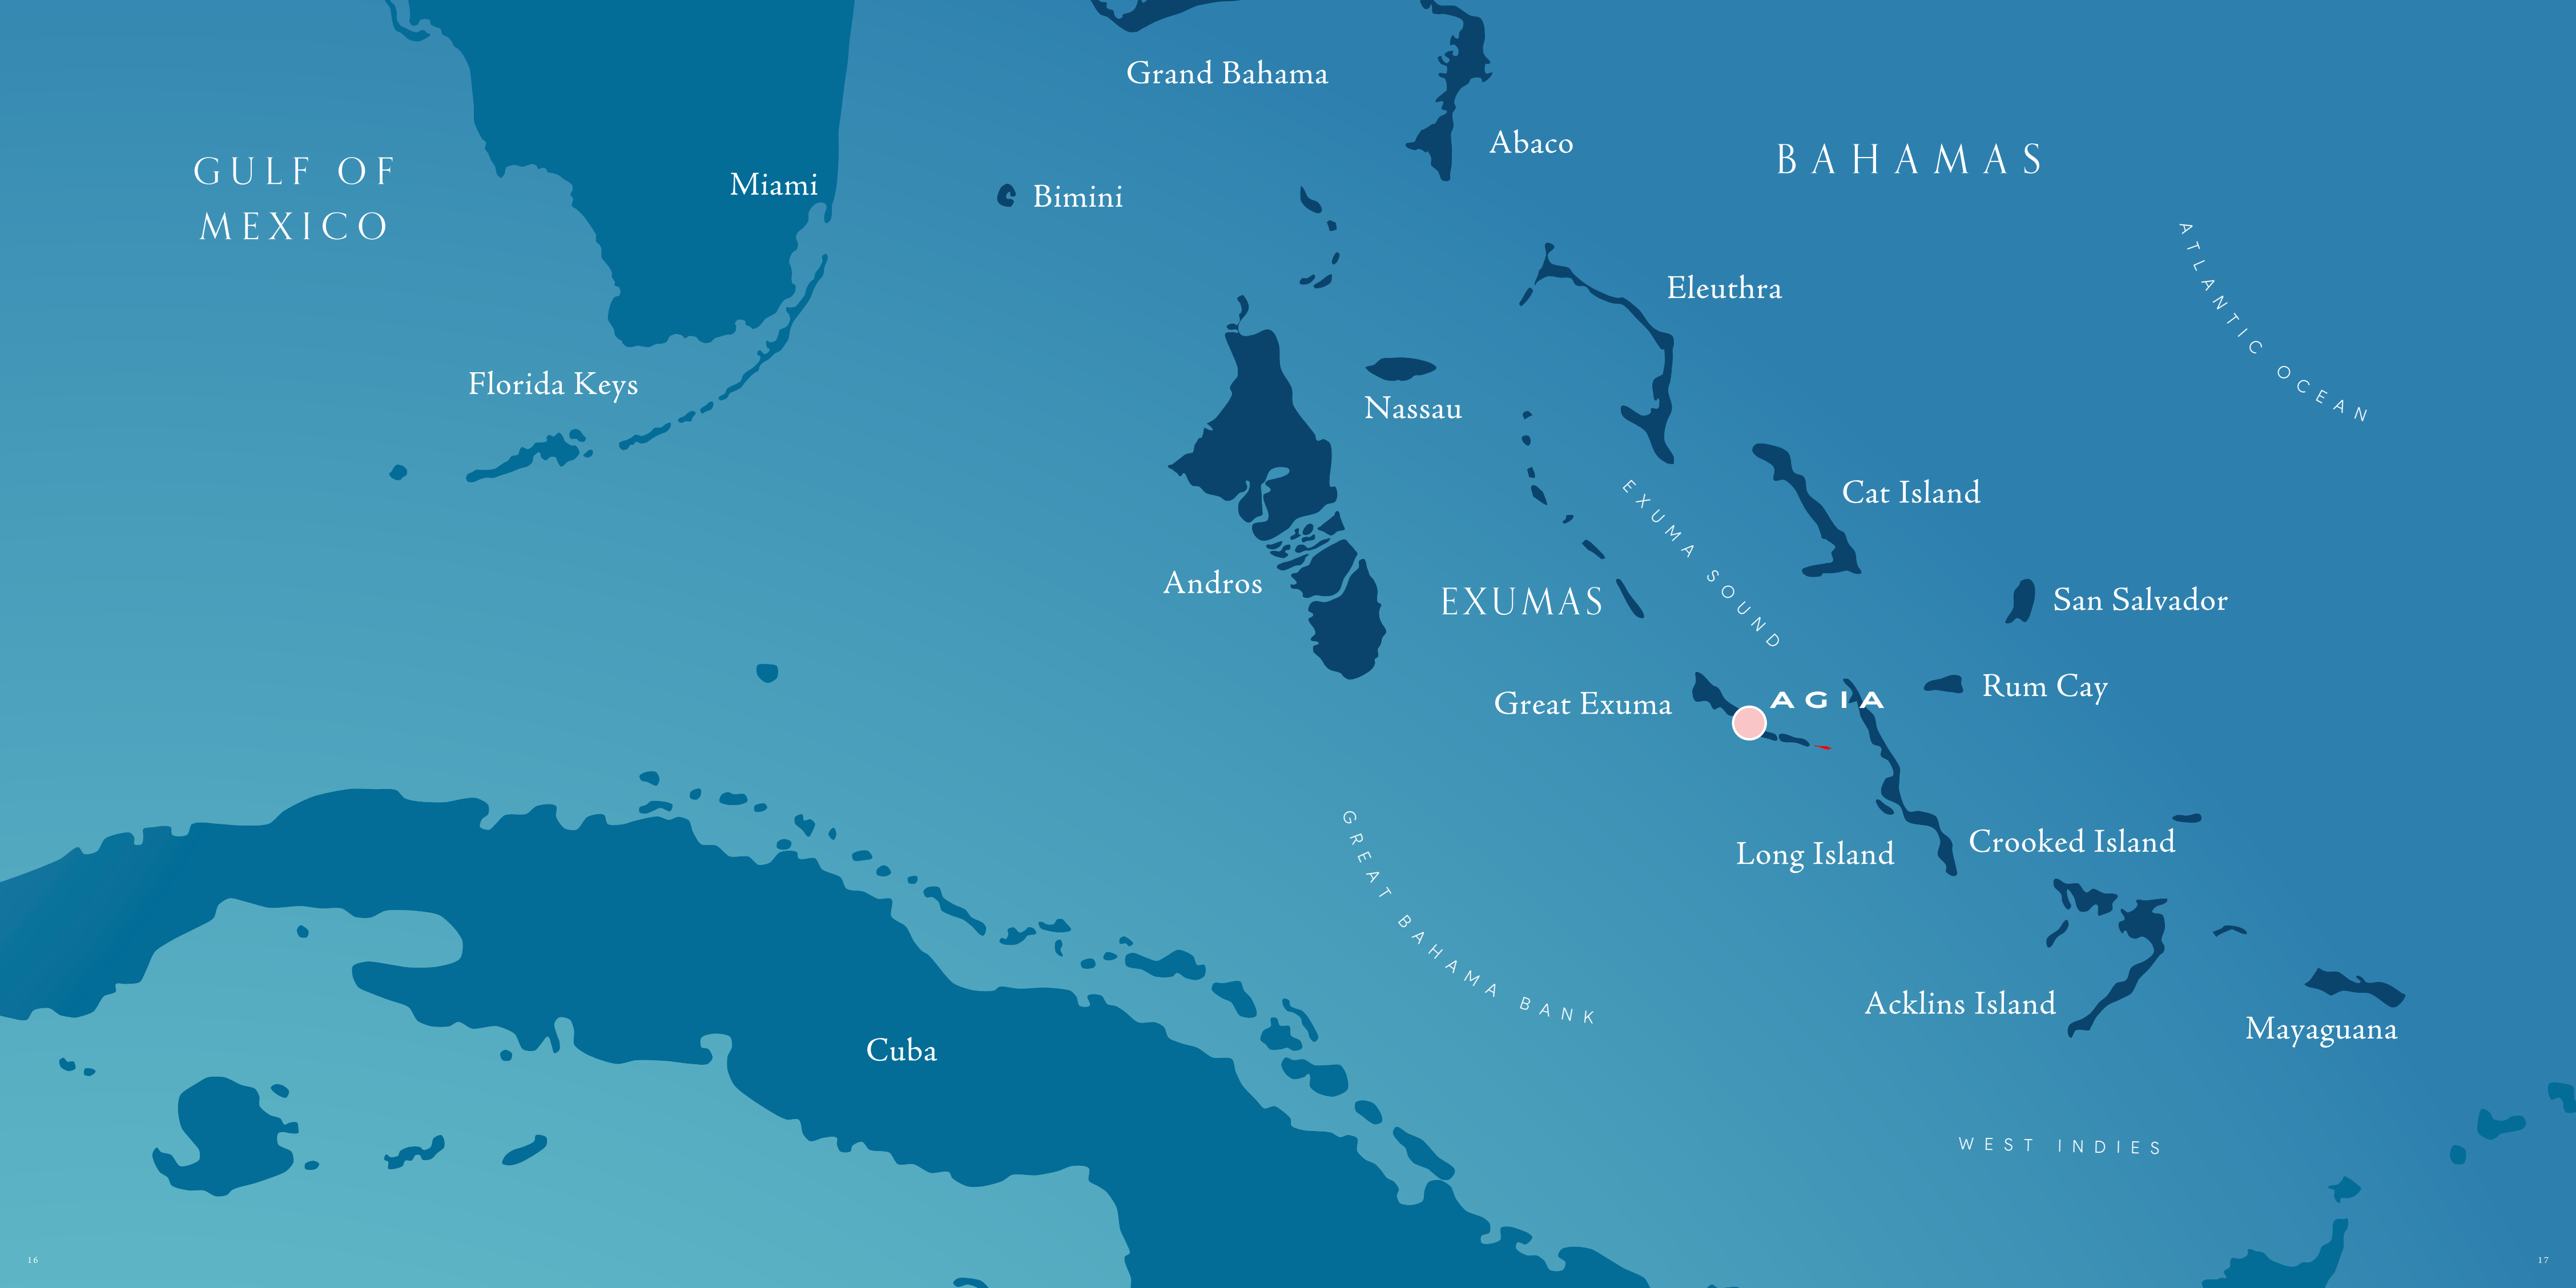 Grand Bahama
Abaco
BAHAMAS
GULF OF
MEXICO
Miami
Bimini
ATLANTIC OCEAN
Eleuthra
Florida Keys
Nassau
Cat Island
EXUMA SOUND
Andros
EXUMAS
San Salvador
Great Exuma
AGIA
Rum Cay
GREAT BAHAMA BANK
Long Island
Crooked Island
Acklins Island
Mayaguana
Cuba
WEST INDIES
16
17